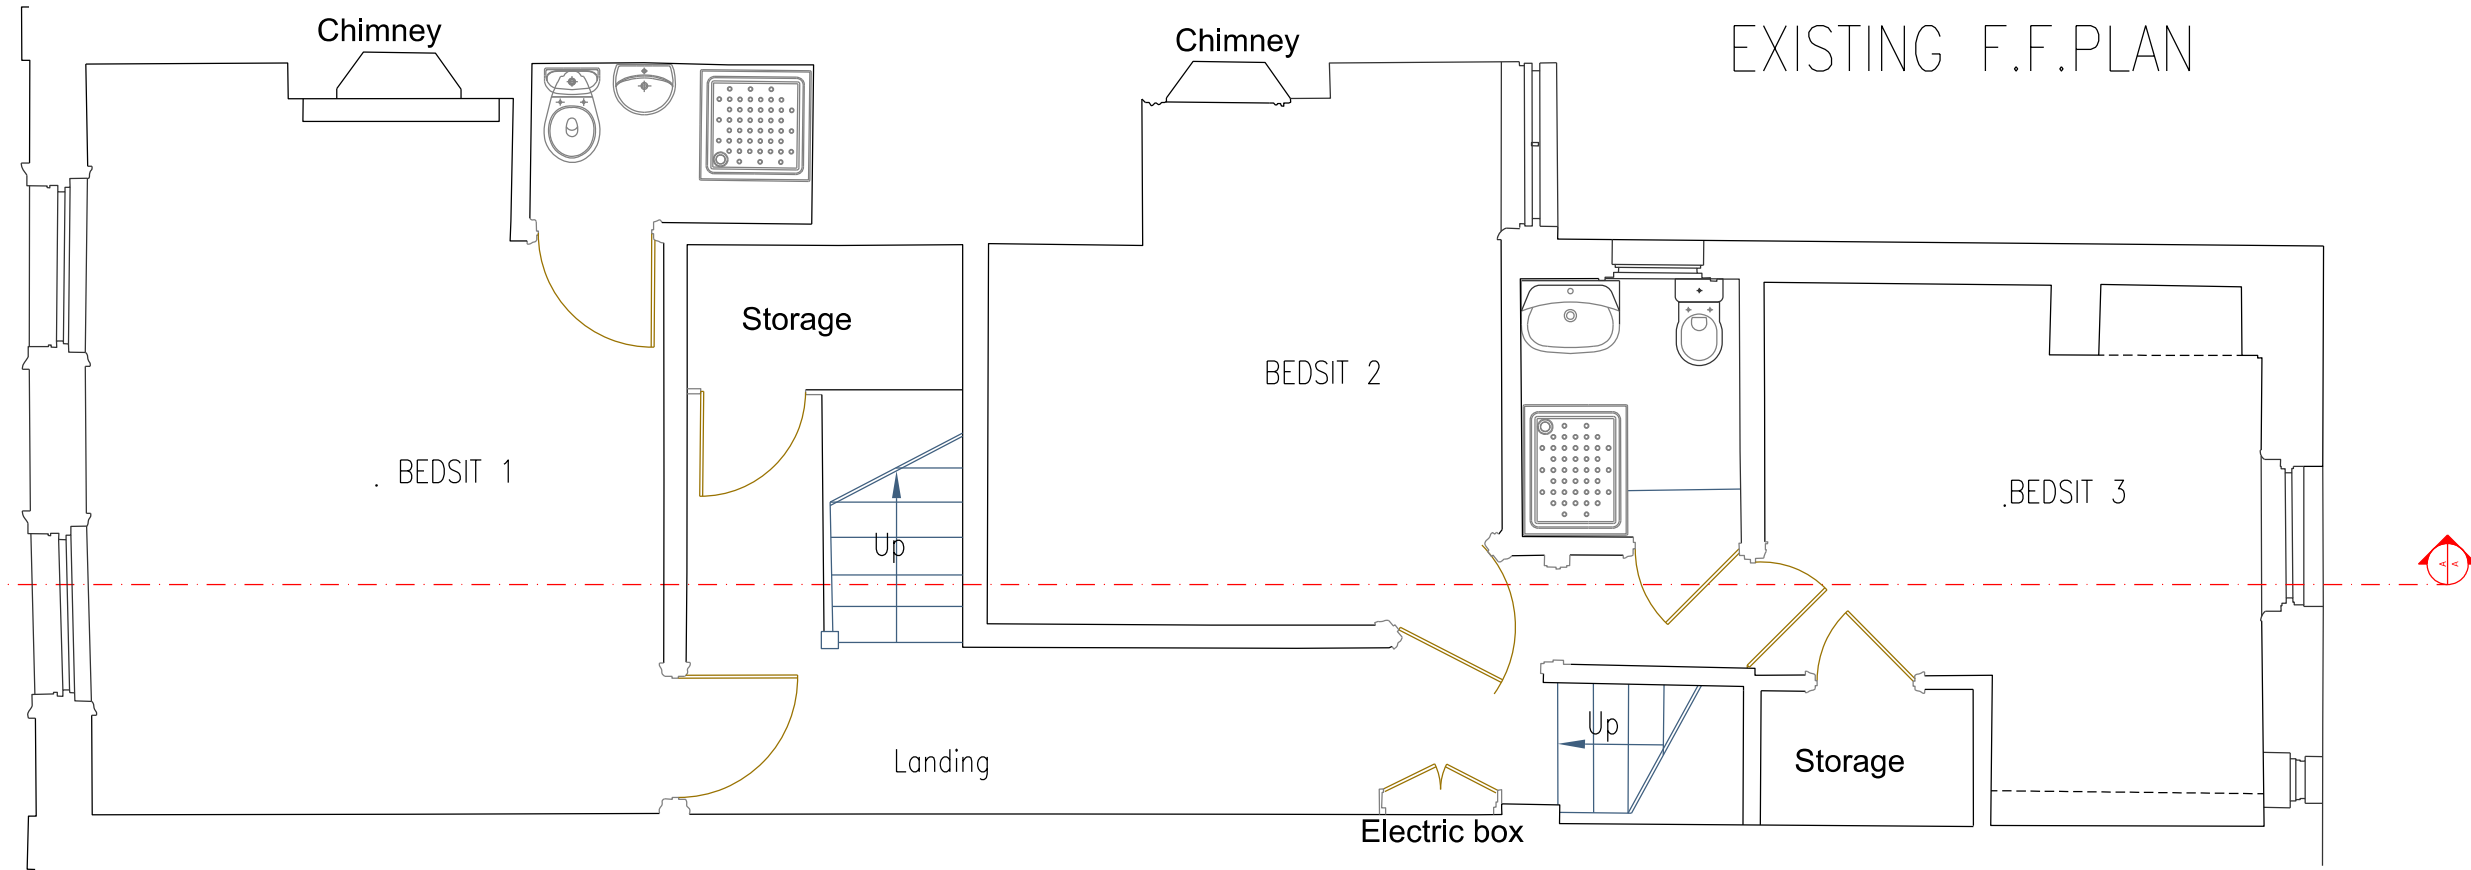 Chimney
Chimney
EXISTING F.F.PLAN
Storage
BEDSIT 2
BEDSIT 1
BEDSIT 3
Up
A A
Up
Landing
Storage
Electric box